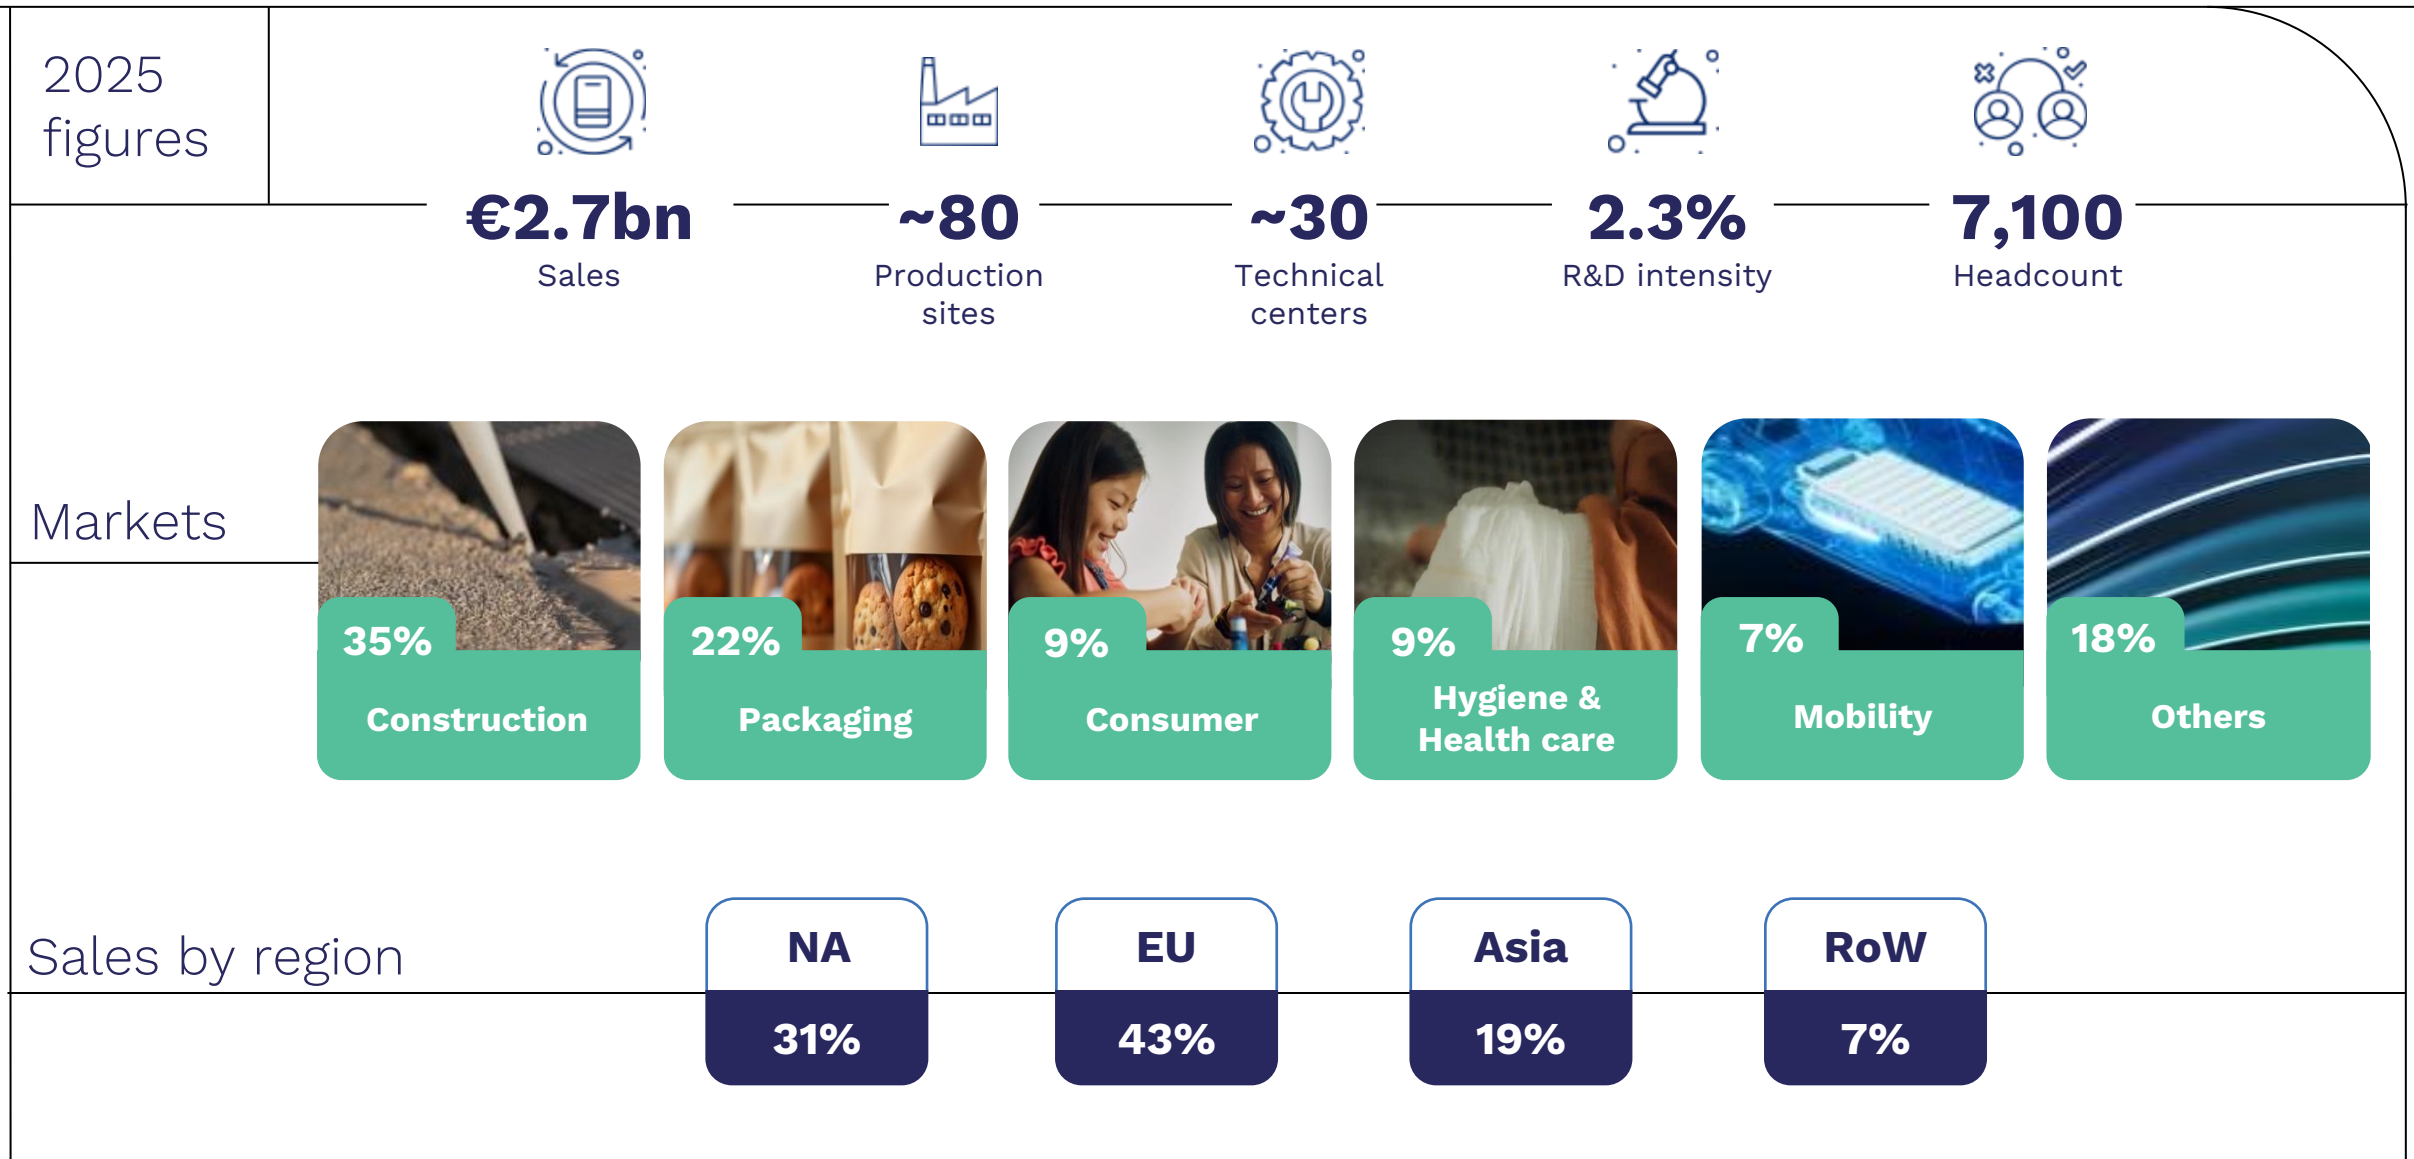 2025
figures
€2.7bn
Sales
~80
Production
sites
~30
Technical
centers
2.3%
R&D intensity
7,100
Headcount
Markets
35%
Construction
22%
Packaging
9%
Consumer
9%
Hygiene &
Health care
7%
Mobility
18%
Others
Sales by region
NA
31%
EU
43%
Asia
19%
RoW
7%